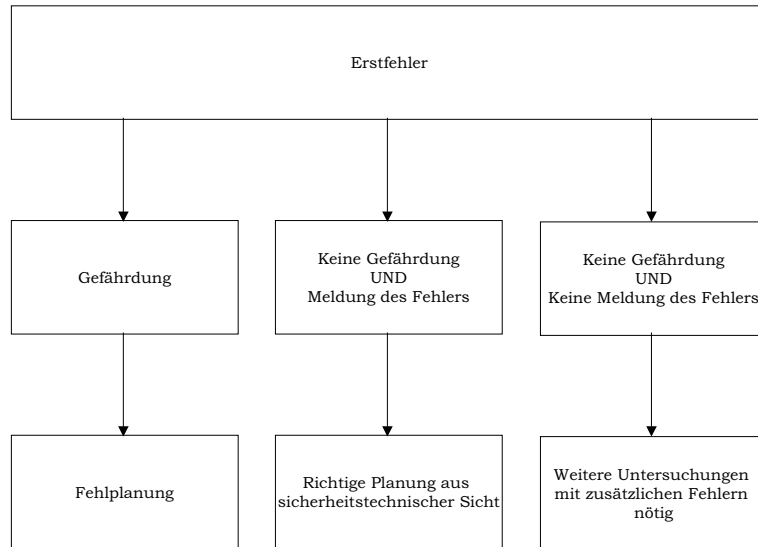 Erstfehler
Gefährdung
Keine Gefährdung
UND
Meldung des Fehlers
Keine Gefährdung
UND
Keine Meldung des Fehlers
Fehlplanung
Richtige Planung aus
sicherheitstechnischer Sicht
Weitere Untersuchungen
mit zusätzlichen Fehlern
nötig